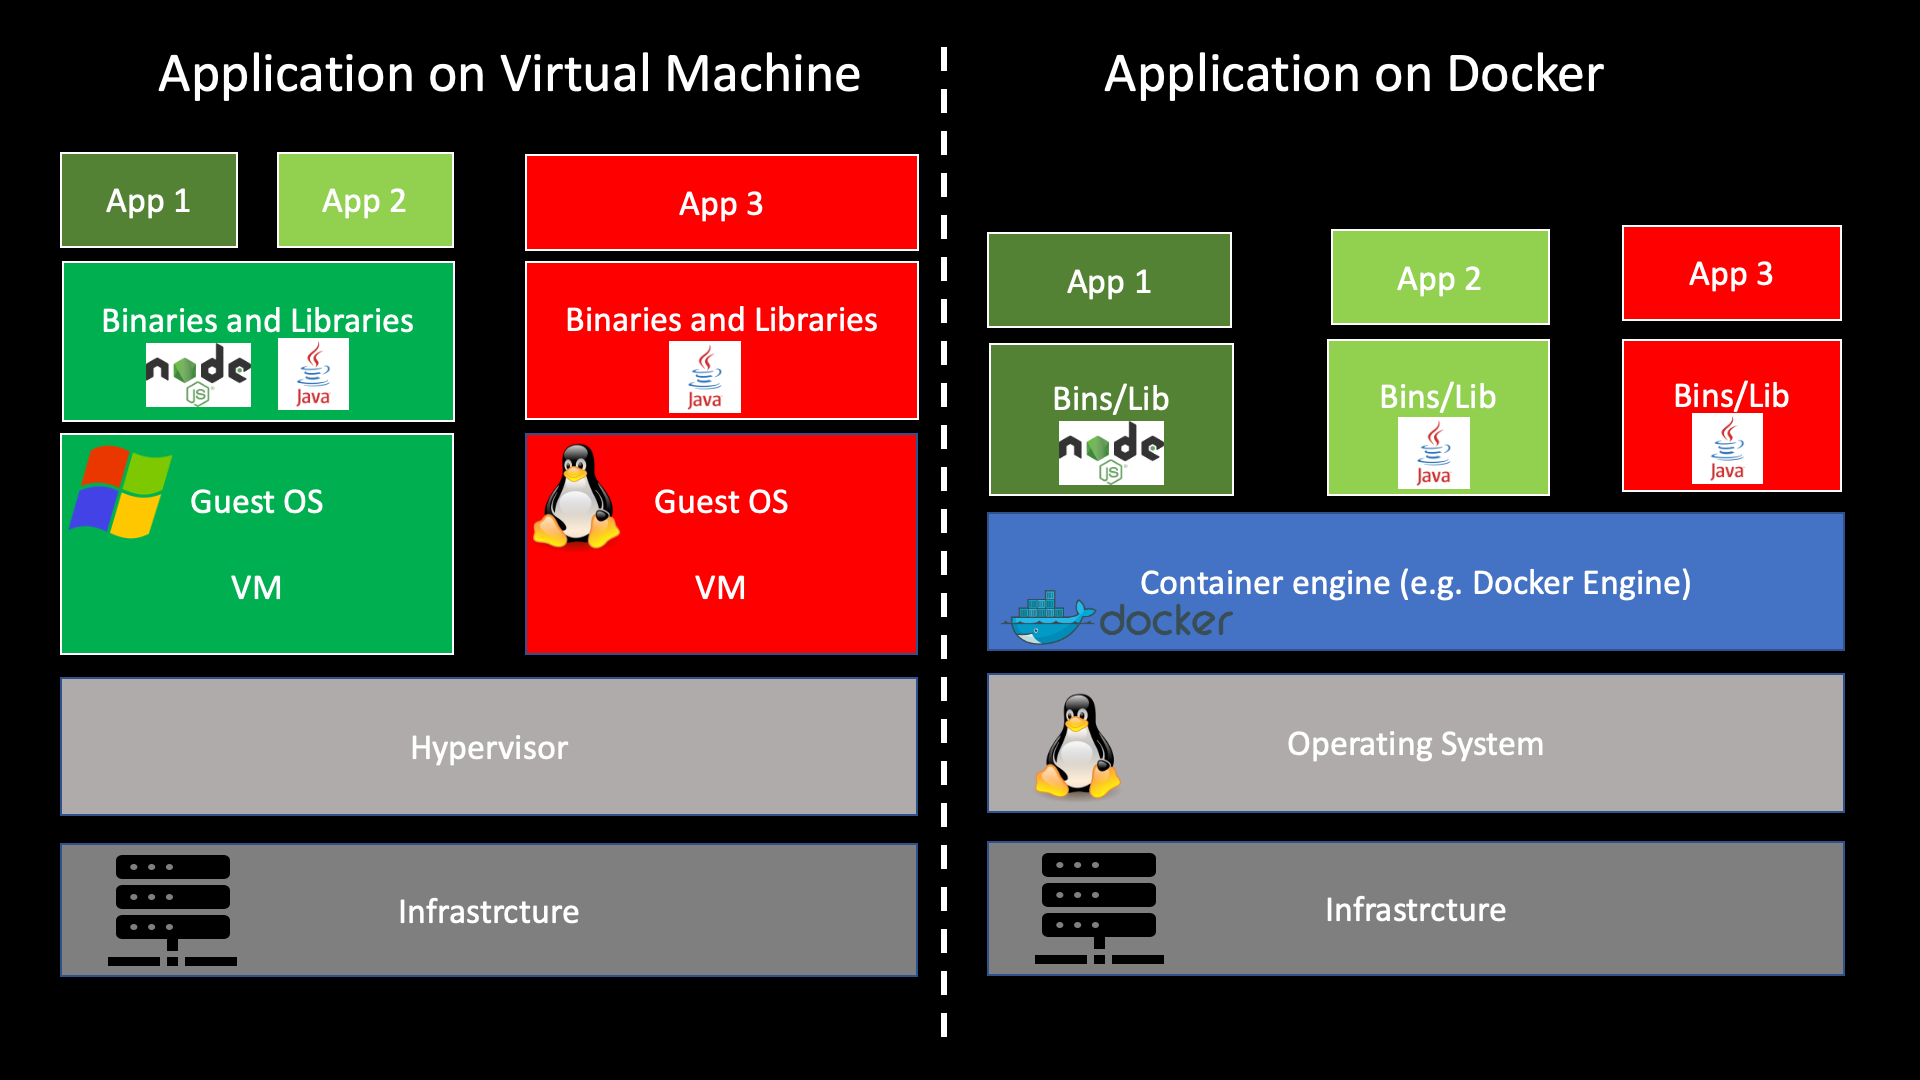 Application on Virtual Machine
App 1
App 2
App 3
Binaries and Libraries
node
JS
Java
Binaries and Libraries
Java
Guest OS
VM
Guest OS
VM
Hypervisor
Infrastrcture
Application on Docker
App 1
App 2
App 3
Bins/Lib
node
JS
Bins/Lib
Java
Bins/Lib
Java
Container engine (e.g. Docker Engine)
docker
Operating System
Infrastrcture